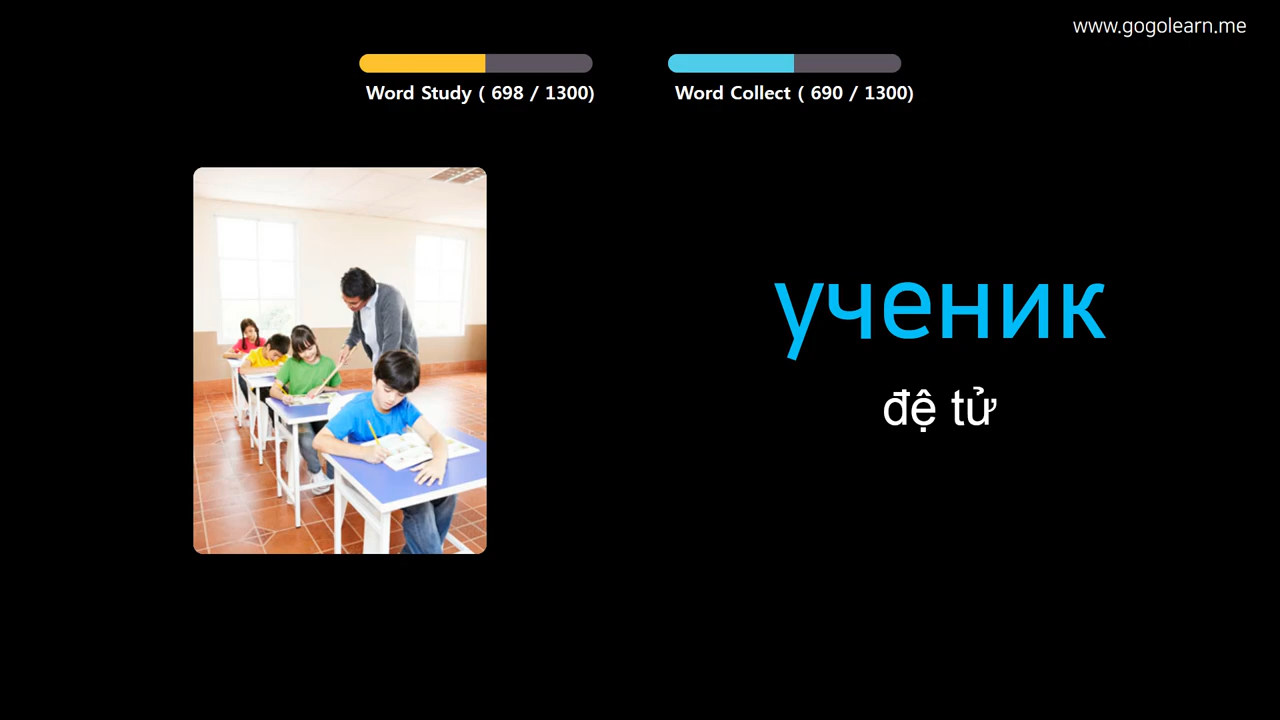 www.gogolearn.me
Word Study ( 698 / 1300)
Word Collect ( 690 / 1300)
ученик
đệ tử